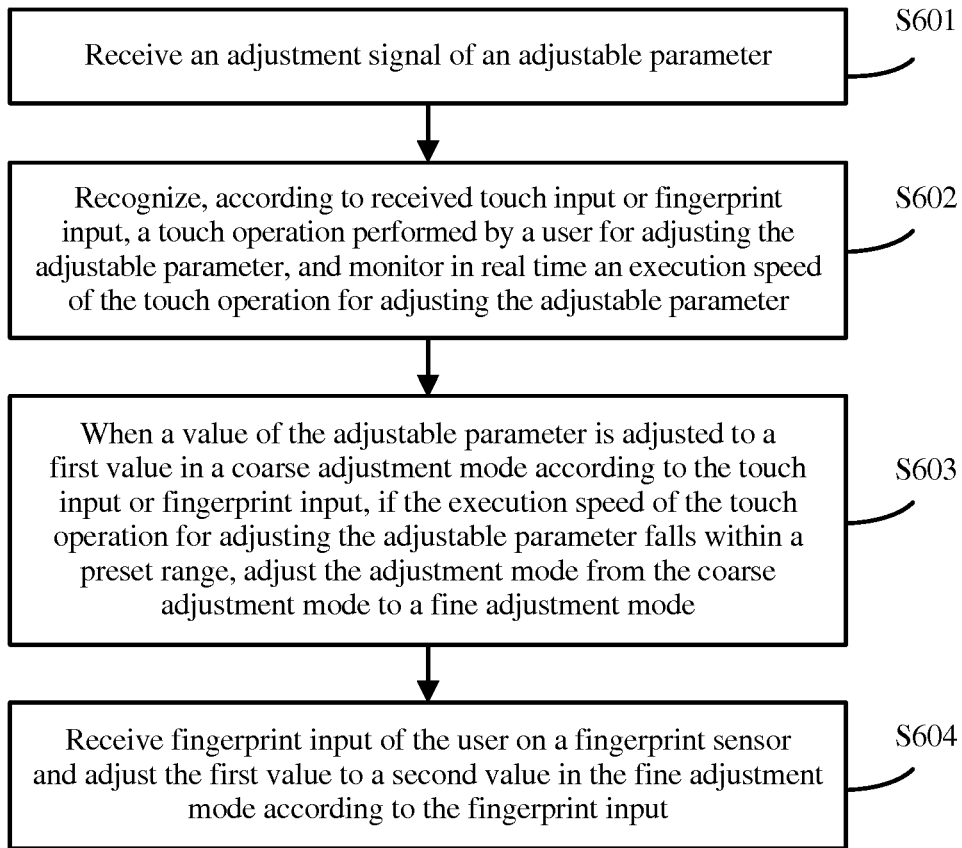 S601
Receive an adjustment signal of an adjustable parameter
S602
Recognize, according to received touch input or fingerprint
input, a touch operation performed by a user for adjusting the
adjustable parameter, and monitor in real time an execution speed
of the touch operation for adjusting the adjustable parameter
S603
When a value of the adjustable parameter is adjusted to a
first value in a coarse adjustment mode according to the touch
input or fingerprint input, if the execution speed of the touch
operation for adjusting the adjustable parameter falls within a
preset range, adjust the adjustment mode from the coarse
adjustment mode to a fine adjustment mode
S604
Receive fingerprint input of the user on a fingerprint sensor
and adjust the first value to a second value in the fine adjustment
mode according to the fingerprint input